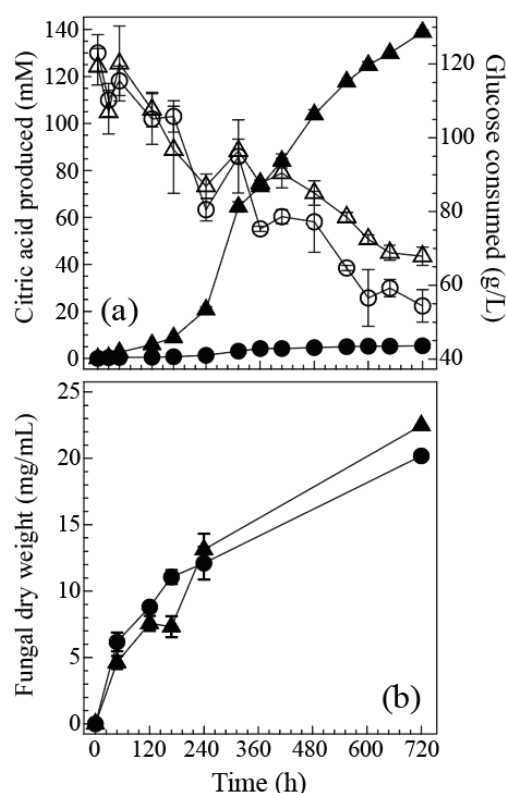 140
120
100
80
60
40
20
0
Citric acid produced (mM)
(a)
120
100
80
60
40
Glucose consumed (g/L)
25
20
15
10
5
0
Fungal dry weight (mg/mL)
(b)
0 120 240 360 480 600 720
Time (h)